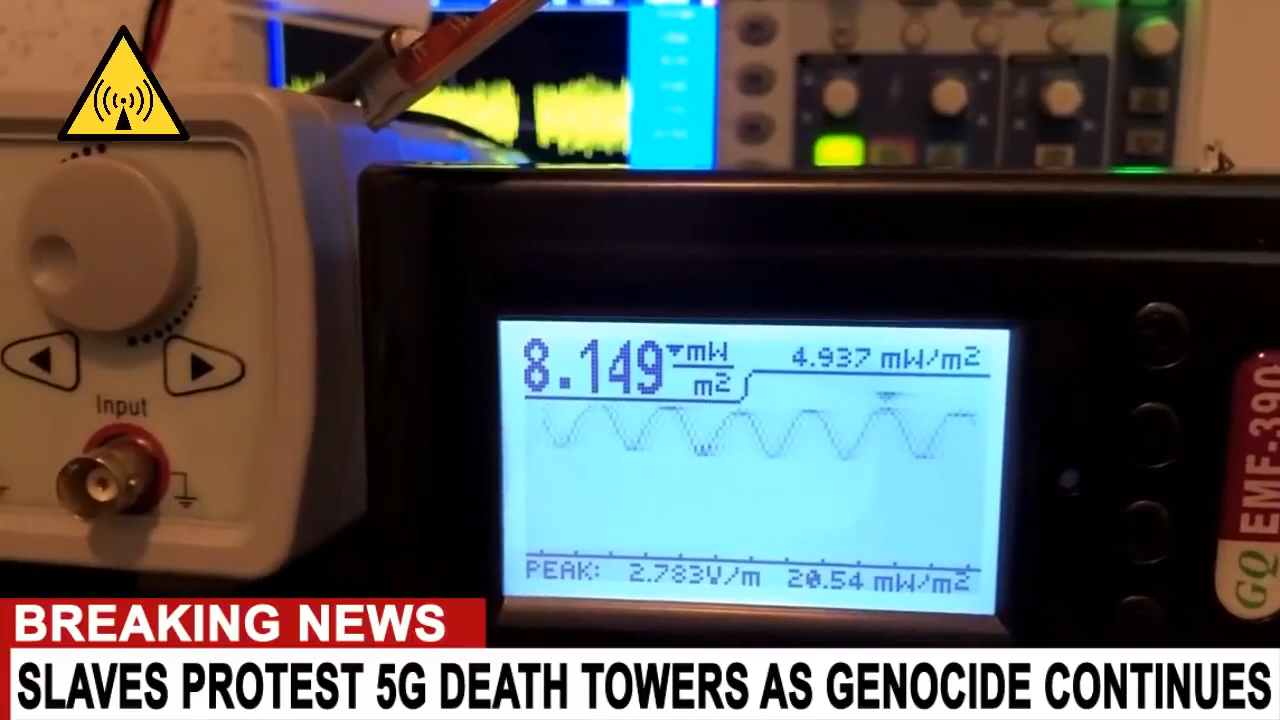 Input
8.149 mW/m2
4.937 mW/m2
PEAK: 2.783V/m 20.54 mW/m2
GQ EMF-390
BREAKING NEWS
SLAVES PROTEST 5G DEATH TOWERS AS GENOCIDE CONTINUES